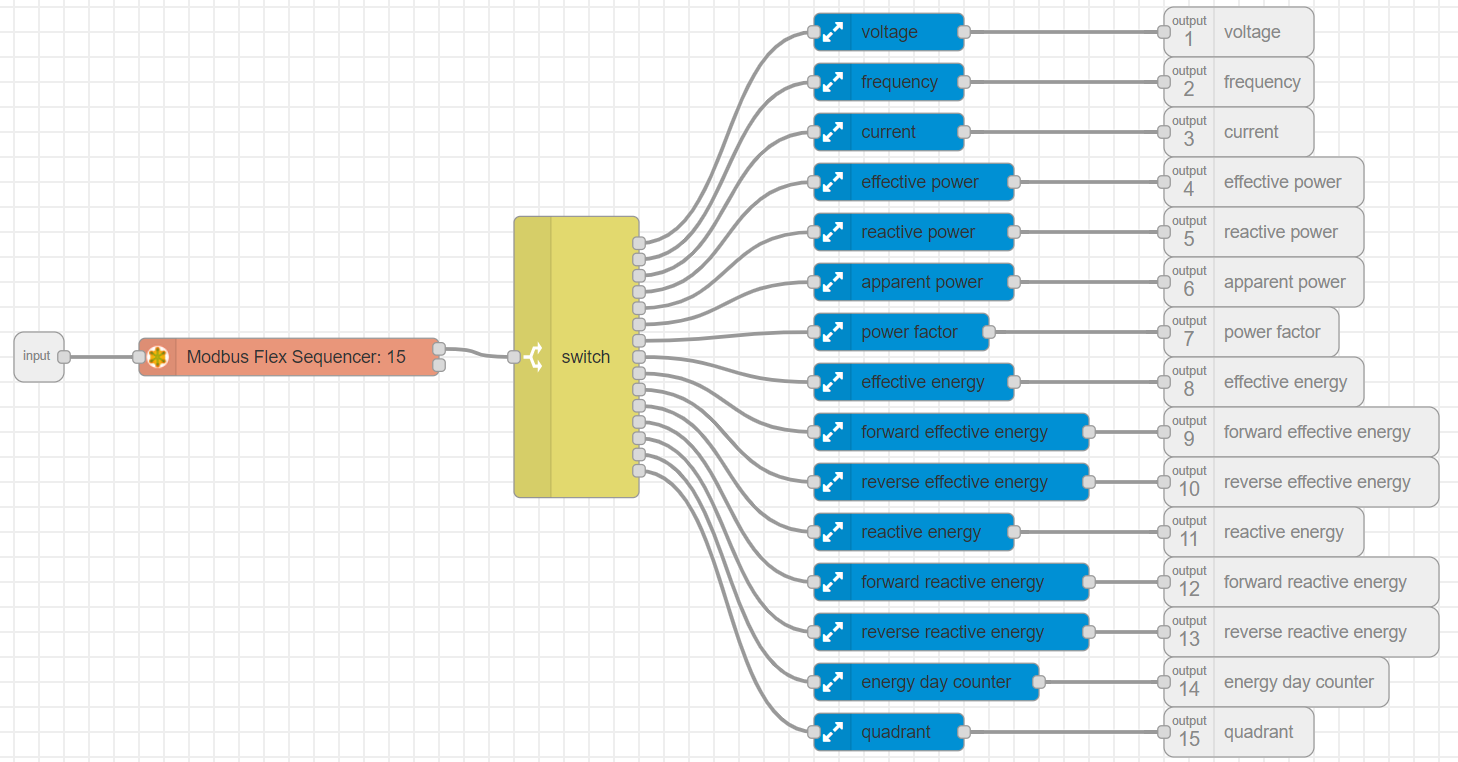 voltage
output
1
voltage
frequency
output
2
frequency
current
output
3
current
effective power
output
4
effective power
reactive power
output
5
reactive power
apparent power
output
6
apparent power
input
Modbus Flex Sequencer: 15
switch
power factor
output
7
power factor
effective energy
output
8
effective energy
forward effective energy
output
9
forward effective energy
reverse effective energy
output
10
reverse effective energy
reactive energy
output
11
reactive energy
forward reactive energy
output
12
forward reactive energy
reverse reactive energy
output
13
reverse reactive energy
energy day counter
output
14
energy day counter
quadrant
output
15
quadrant